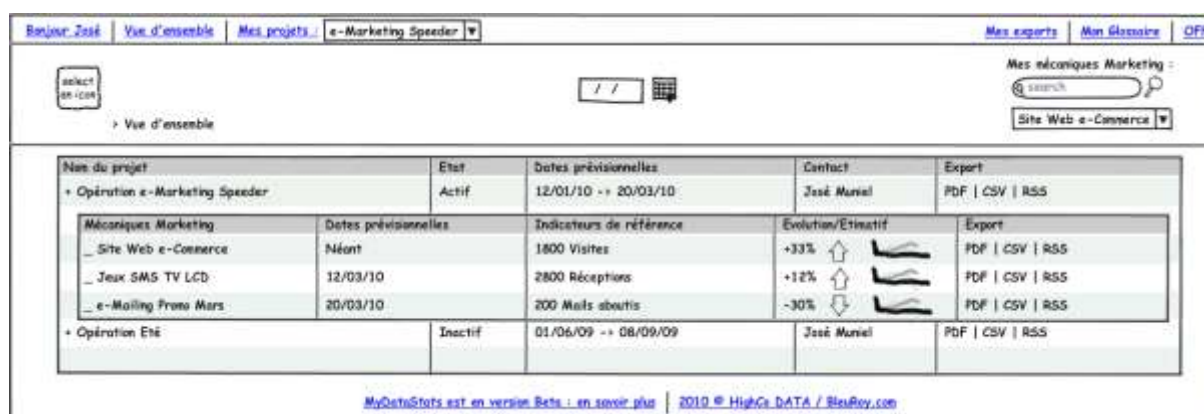 Bonjour José | Vue d'ensemble | Mes projets : e-Marketing Speeder Mes exports | Mon Glossaire | OFF
select an icon
/ /
Mes mécaniques Marketing :
search
> Vue d'ensemble Site Web e-Commerce
Nom du projet Etat Dates prévisionnelles Contact Export
+ Opération e-Marketing Speeder Actif 12/01/10 -> 20/03/10 José Muniel PDF | CSV | RSS
Mécaniques Marketing Dates prévisionnelles Indicateurs de référence Evolution/Etimatif Export
_ Site Web e-Commerce Néant 1800 Visites +33% PDF | CSV | RSS
_ Jeux SMS TV LCD 12/03/10 2800 Réceptions +12% PDF | CSV | RSS
_ e-Mailing Promo Mars 20/03/10 200 Mails aboutis -30% PDF | CSV | RSS
+ Opération Eté Inactif 01/06/09 -> 08/09/09 José Muniel PDF | CSV | RSS
MyDataStats est en version Beta : en savoir plus | 2010 © HighCo DATA / BleuRoy.com